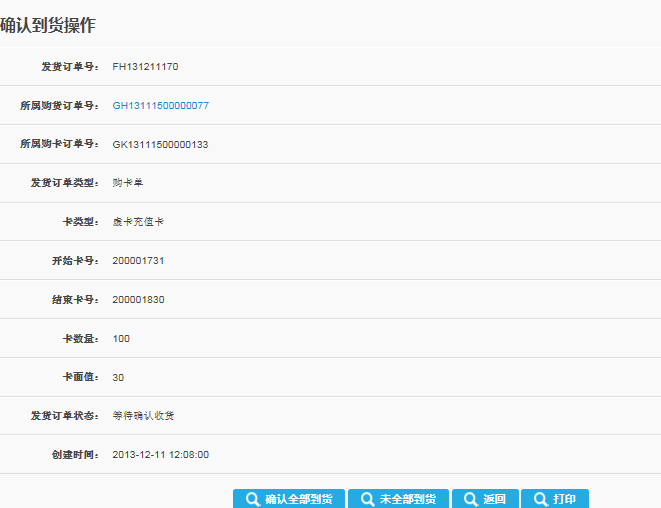 确认到货操作
发货订单号： FH131211170
所属购货订单号： GH13111500000077
所属购卡订单号： GK13111500000133
发货订单类型： 购卡单
卡类型： 虚卡充值卡
开始卡号： 200001731
结束卡号： 200001830
卡数量： 100
卡面值： 30
发货订单状态： 等待确认收货
创建时间： 2013-12-11 12:08:00
确认全部到货 未全部到货 返回 打印